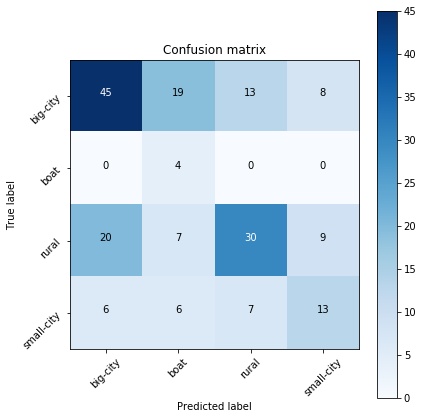 Confusion matrix
True label
big-city 45 19 13 8
boat 0 4 0 0
rural 20 7 30 9
small-city 6 6 7 13
big-city boat rural small-city
Predicted label
45
40
35
30
25
20
15
10
5
0